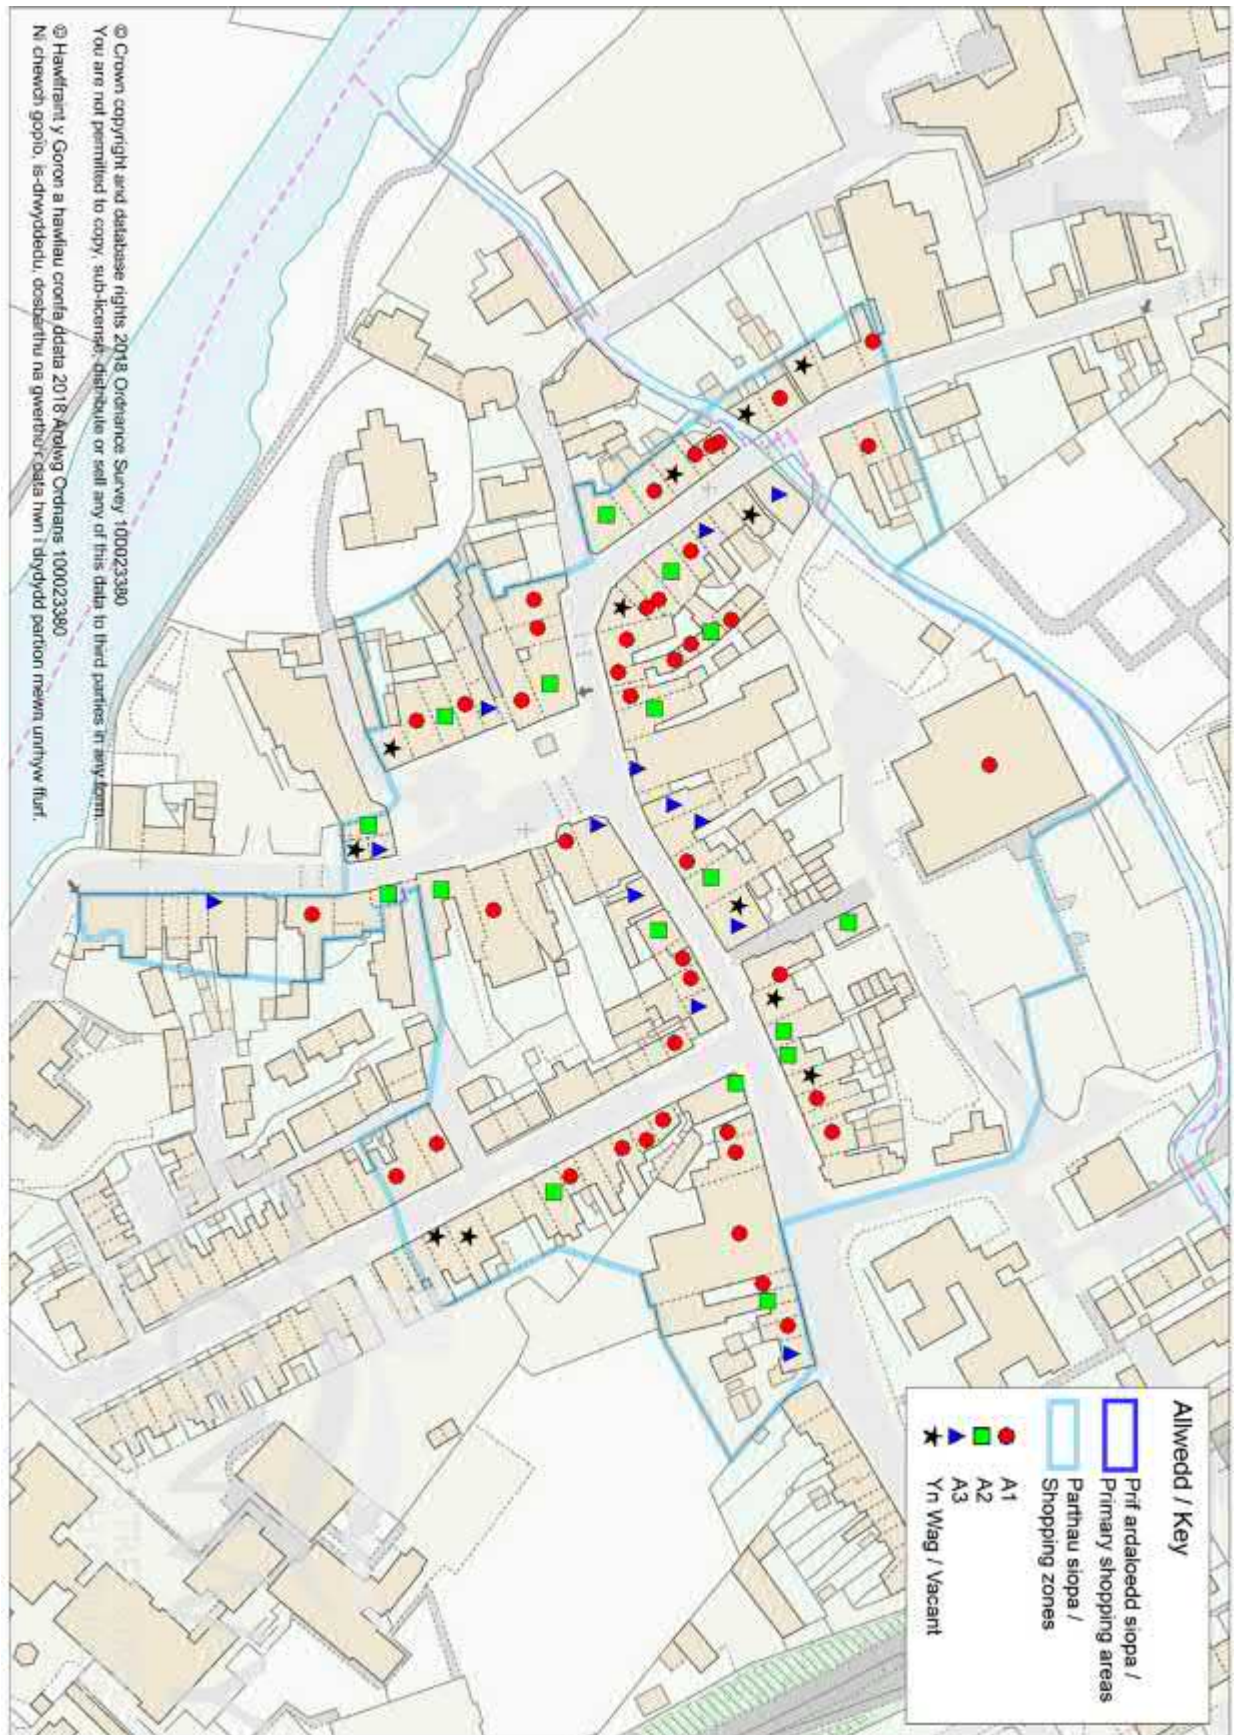 Allwedd / Key
Prif ardaloedd siopa /
Primary shopping areas
Parthau siopa /
Shopping zones
A1
A2
A3
Yn Wag / Vacant
© Crown copyright and database rights 2018 Ordnance Survey 100023380
You are not permitted to copy, sub-license, distribute or sell any of this data to third parties in any form.
© Hawlfraint y Goron a hawliau cronfa ddata 2018 Arolwg Ordnans 100023380
Ni chewch gopïo, is-drwyddedu, dosbarthu na gwerthu'r data hwn i drydydd partïon mewn unrhyw ffurf.